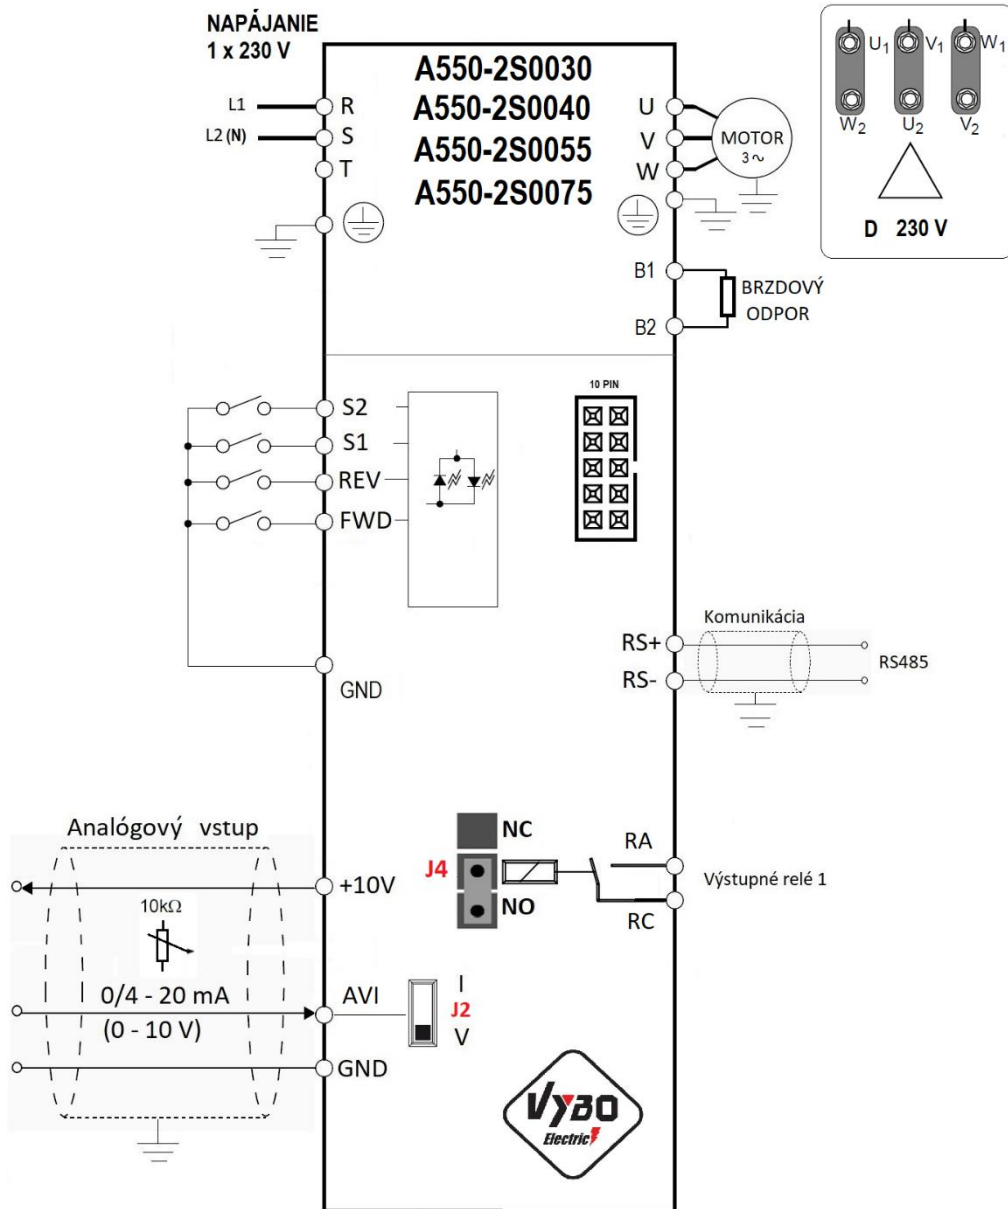 NAPÁJANIE
1 x 230 V
A550-2S0030
A550-2S0040
A550-2S0055
A550-2S0075
L1
R
L2 (N)
S
T
U
V
W
MOTOR
3~
U1
V1
W1
W2
U2
V2
D 230 V
B1
B2
BRZDOVÝ
ODPOR
10 PIN
S2
S1
REV
FWD
GND
Komunikácia
RS+
RS-
RS485
Analógový vstup
+10V
10kΩ
0/4 - 20 mA
(0 - 10 V)
AVI
GND
I
J2
V
NC
J4
NO
RA
RC
Výstupné relé 1
VYBO
Electric